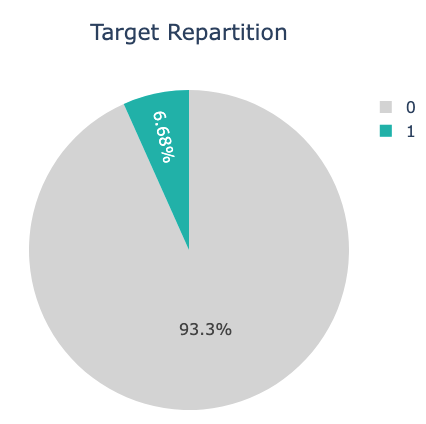 Target Repartition
0
1
6.68%
93.3%